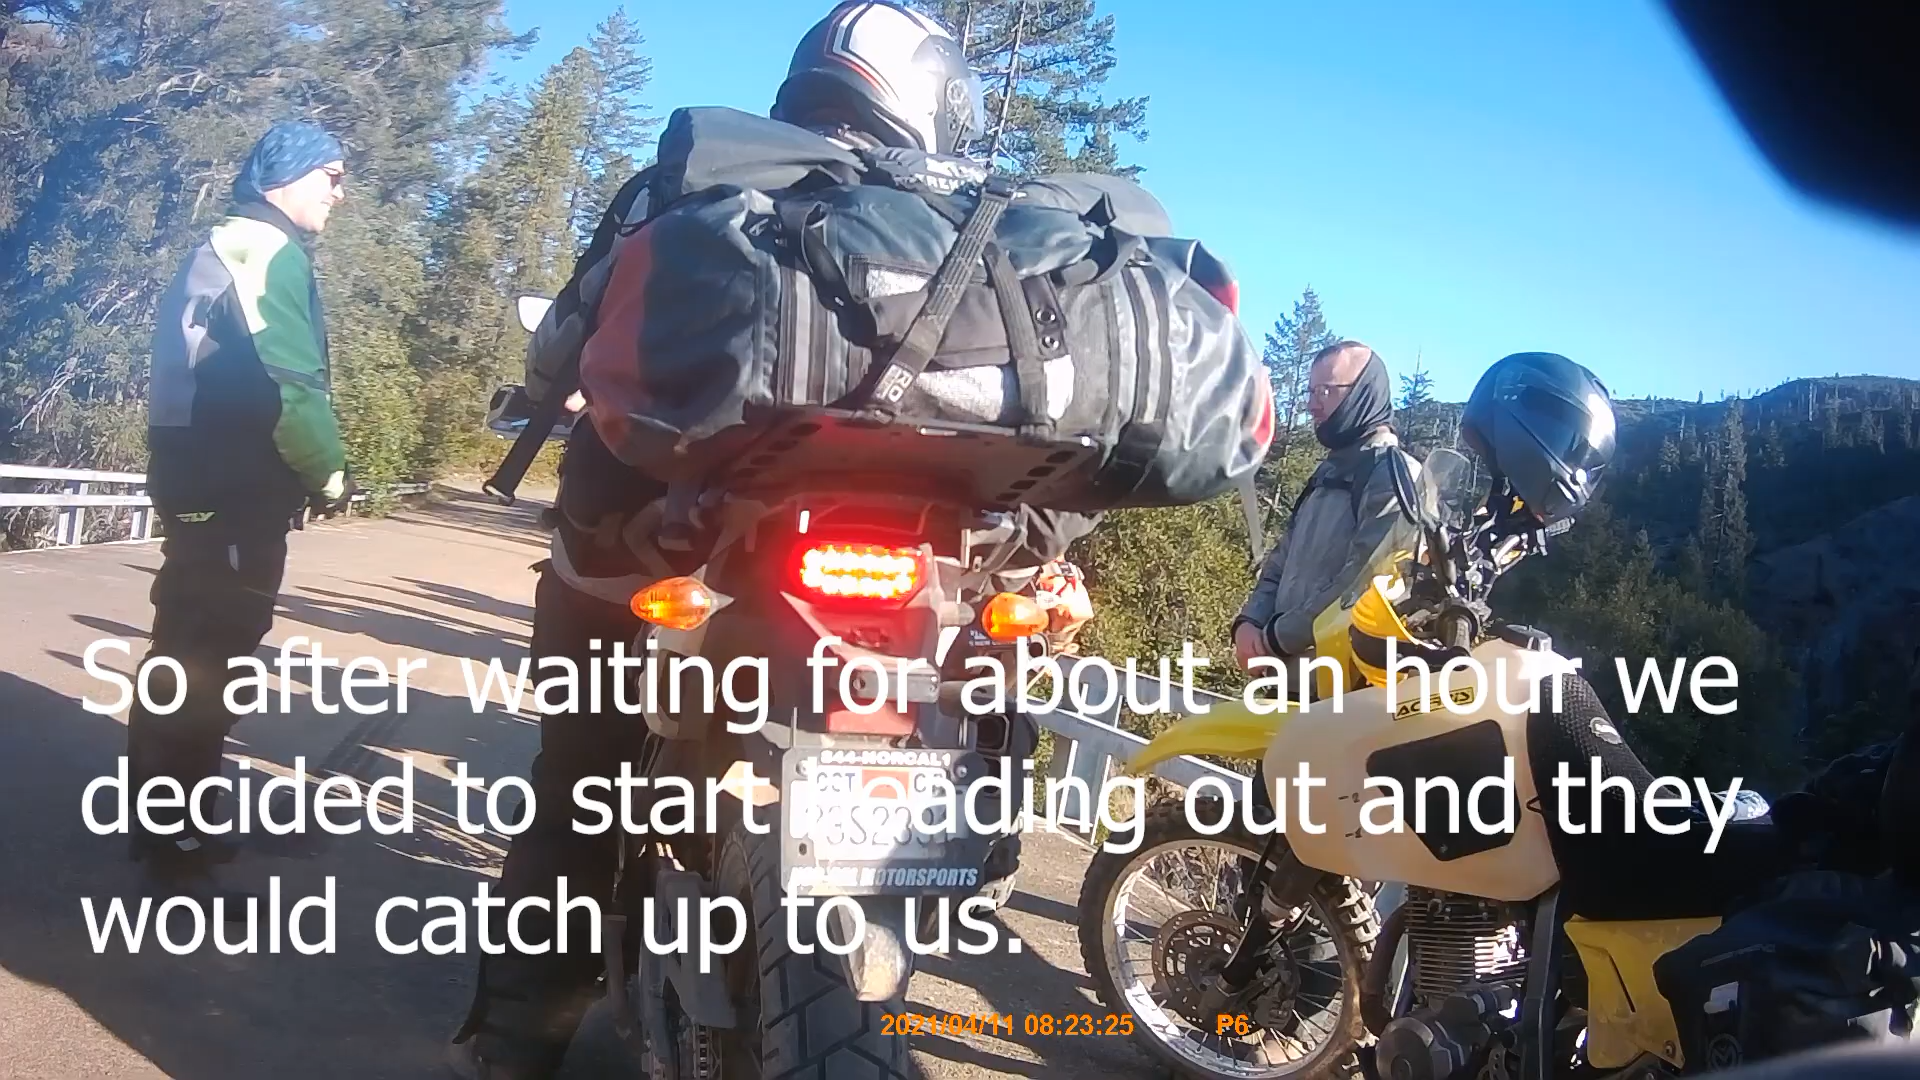 So after waiting for about an hour we
decided to start heading out and they
would catch up to us.
ACERBIS
MOTORSPORTS
2021/04/11 08:23:25 P6